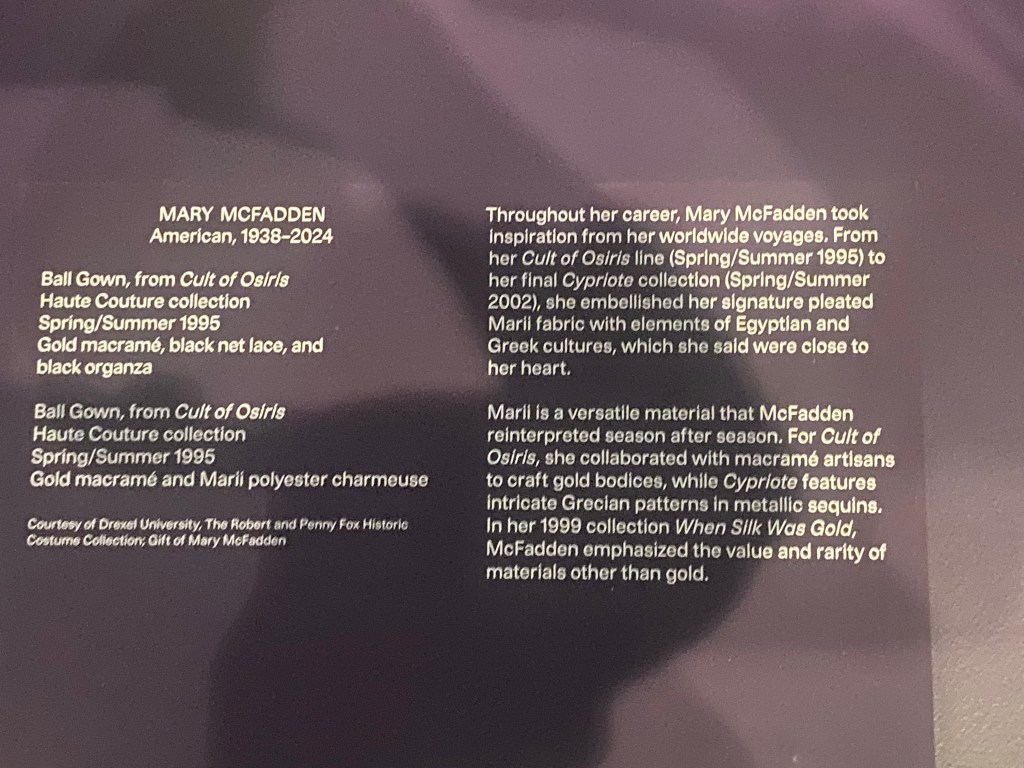 MARY MCFADDEN
American, 1938–2024
Ball Gown, from Cult of Osiris
Haute Couture collection
Spring/Summer 1995
Gold macramé, black net lace, and
black organza
Ball Gown, from Cult of Osiris
Haute Couture collection
Spring/Summer 1995
Gold macramé and Marii polyester charmeuse
Courtesy of Drexel University, The Robert and Penny Fox Historic
Costume Collection; Gift of Mary McFadden
Throughout her career, Mary McFadden took
inspiration from her worldwide voyages. From
her Cult of Osiris line (Spring/Summer 1995) to
her final Cypriote collection (Spring/Summer
2002), she embellished her signature pleated
Marii fabric with elements of Egyptian and
Greek cultures, which she said were close to
her heart.
Marii is a versatile material that McFadden
reinterpreted season after season. For Cult of
Osiris, she collaborated with macramé artisans
to craft gold bodices, while Cypriote features
intricate Grecian patterns in metallic sequins.
In her 1999 collection When Silk Was Gold,
McFadden emphasized the value and rarity of
materials other than gold.